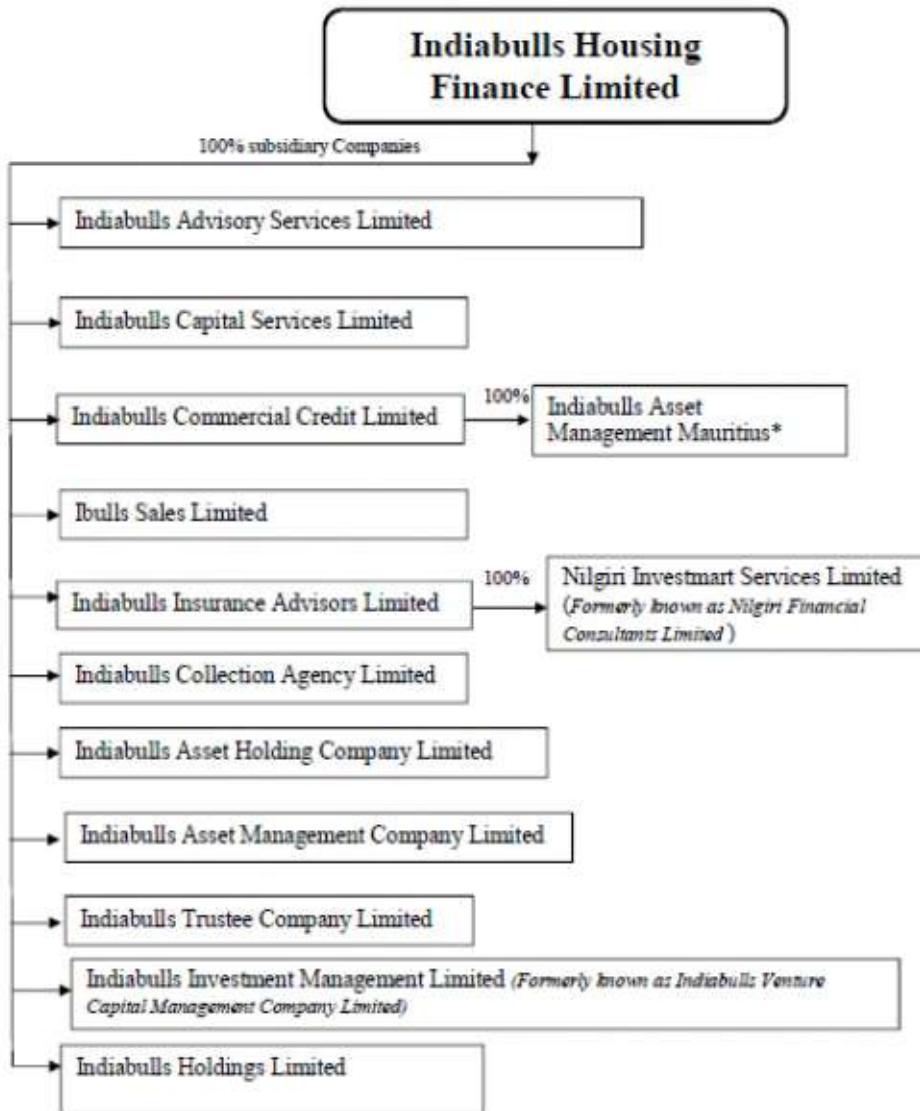 Indiabulls Housing
Finance Limited
100% subsidiary Companies
Indiabulls Advisory Services Limited
Indiabulls Capital Services Limited
Indiabulls Commercial Credit Limited
100%
Indiabulls Asset
Management Mauritius*
Ibulls Sales Limited
Indiabulls Insurance Advisors Limited
100%
Nilgiri Investmart Services Limited
(Formerly known as Nilgiri Financial
Consultants Limited )
Indiabulls Collection Agency Limited
Indiabulls Asset Holding Company Limited
Indiabulls Asset Management Company Limited
Indiabulls Trustee Company Limited
Indiabulls Investment Management Limited (Formerly known as Indiabulls Venture
Capital Management Company Limited)
Indiabulls Holdings Limited